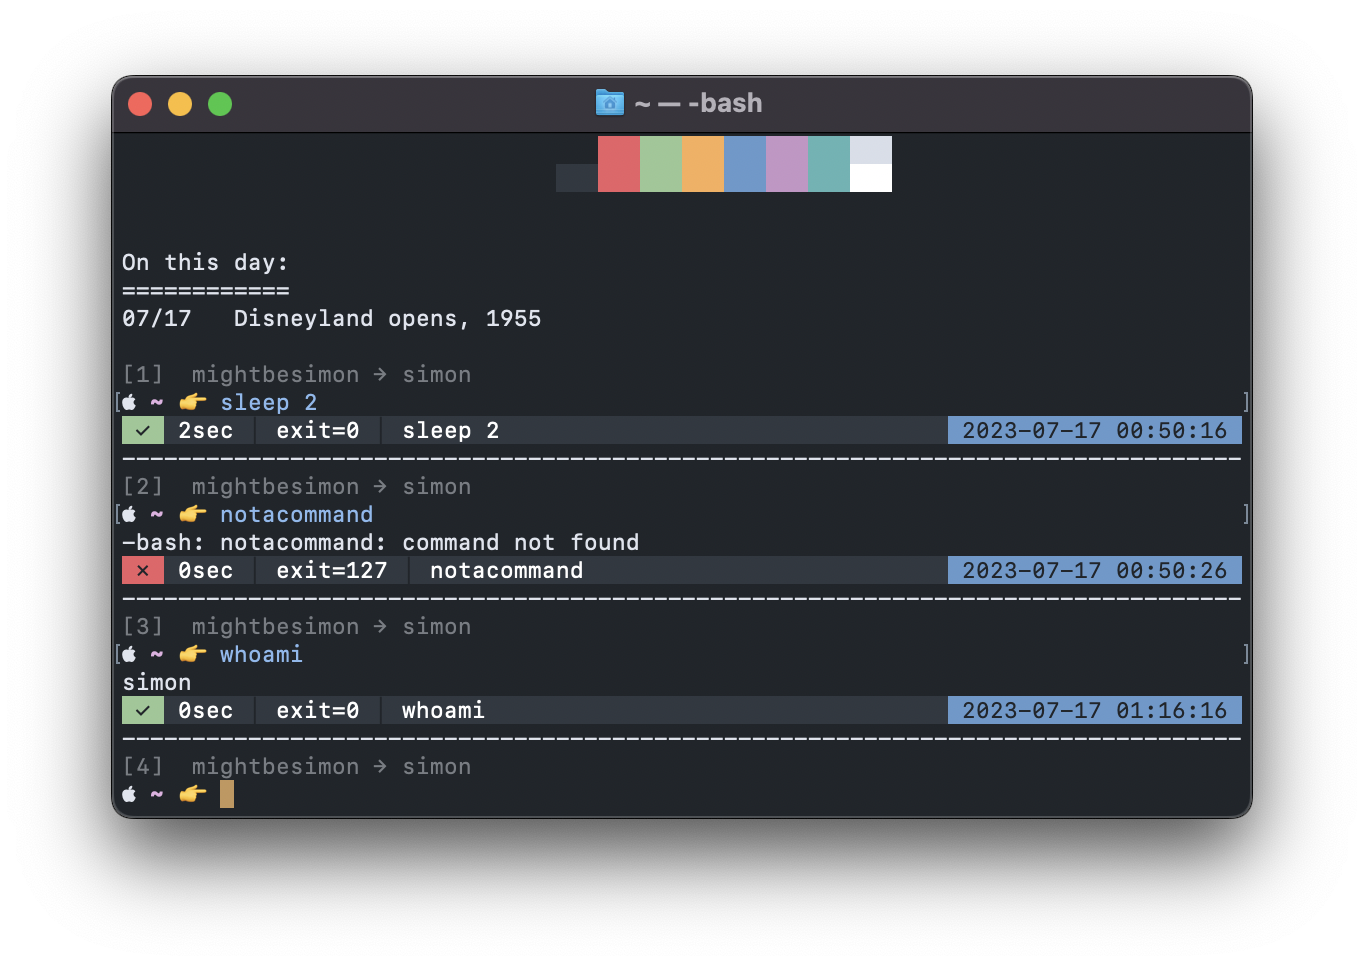 ~ — -bash
On this day:
============
07/17   Disneyland opens, 1955
[1]  mightbesimon → simon
[ ~ 👉 sleep 2 ]
✓ 2sec │ exit=0 │ sleep 2 2023-07-17 00:50:16
--------------------------------------------------------------------------------
[2]  mightbesimon → simon
[ ~ 👉 notacommand ]
-bash: notacommand: command not found
✕ 0sec │ exit=127 │ notacommand 2023-07-17 00:50:26
--------------------------------------------------------------------------------
[3]  mightbesimon → simon
[ ~ 👉 whoami ]
simon
✓ 0sec │ exit=0 │ whoami 2023-07-17 01:16:16
--------------------------------------------------------------------------------
[4]  mightbesimon → simon
 ~ 👉